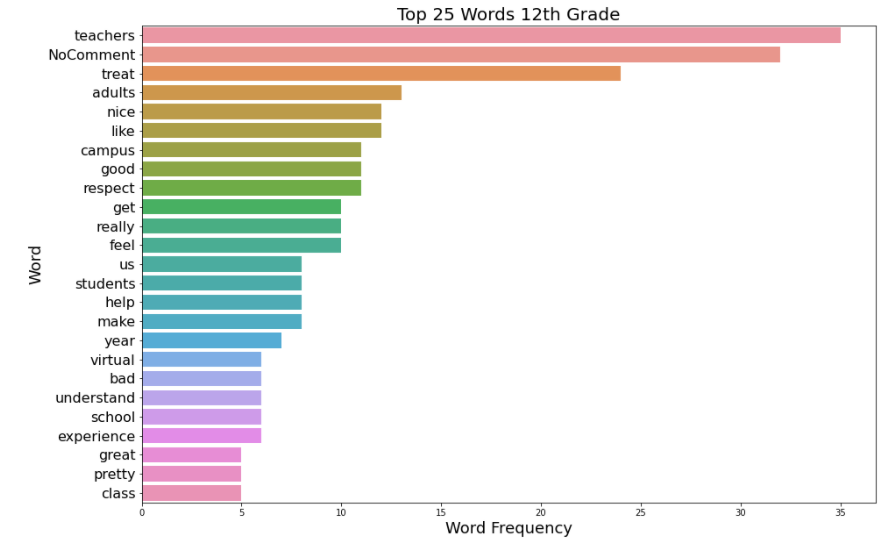 Top 25 Words 12th Grade
teachers
NoComment
treat
adults
nice
like
campus
good
respect
get
really
feel
us
students
help
make
year
virtual
bad
understand
school
experience
great
pretty
class
Word
0 5 10 15 20 25 30 35
Word Frequency